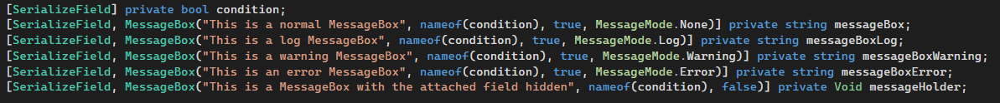 [SerializeField] private bool condition;
[SerializeField, MessageBox("This is a normal MessageBox", nameof(condition), true, MessageMode.None)] private string messageBox;
[SerializeField, MessageBox("This is a log MessageBox", nameof(condition), true, MessageMode.Log)] private string messageBoxLog;
[SerializeField, MessageBox("This is a warning MessageBox", nameof(condition), true, MessageMode.Warning)] private string messageBoxWarning;
[SerializeField, MessageBox("This is an error MessageBox", nameof(condition), true, MessageMode.Error)] private string messageBoxError;
[SerializeField, MessageBox("This is a MessageBox with the attached field hidden", nameof(condition), false)] private Void messageHolder;